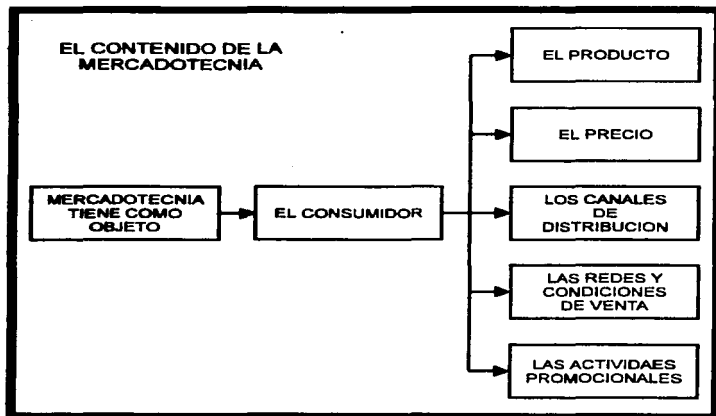 EL CONTENIDO DE LA
MERCADOTECNIA
MERCADOTECNIA
TIENE COMO
OBJETO
EL CONSUMIDOR
EL PRODUCTO
EL PRECIO
LOS CANALES
DE
DISTRIBUCION
LAS REDES Y
CONDICIONES
DE VENTA
LAS ACTIVIDAES
PROMOCIONALES